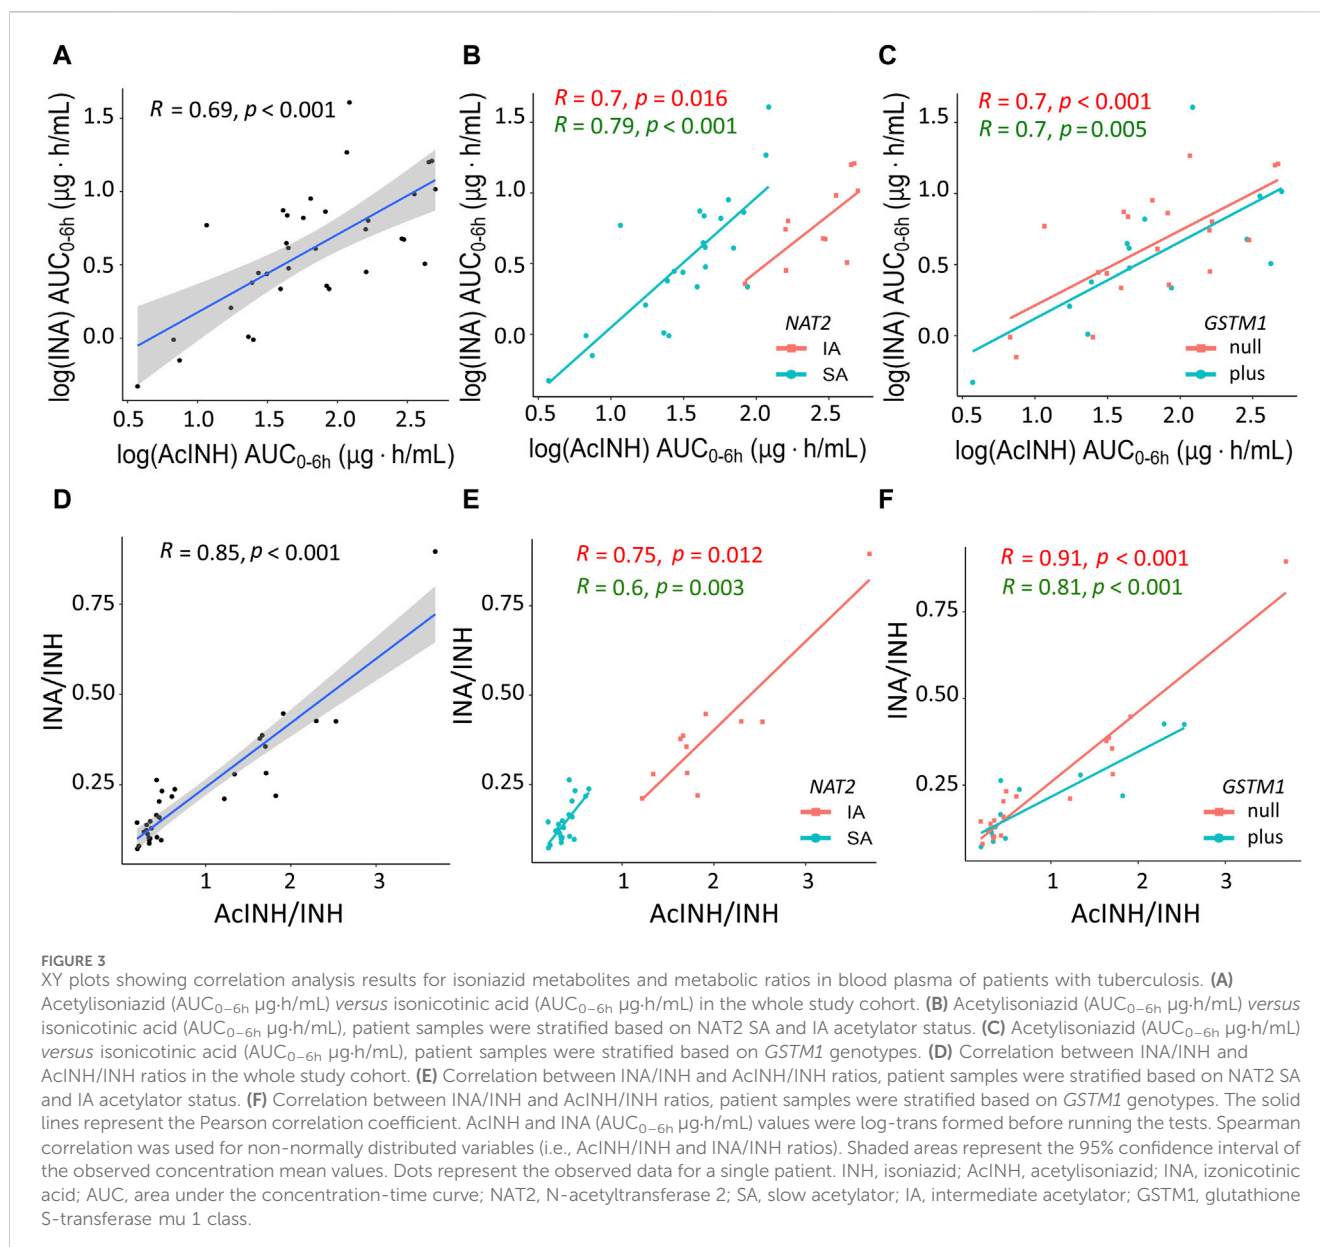 A
R = 0.69, p < 0.001
log(INA) AUC0-6h (µg · h/mL)
1.5
1.0
0.5
0.0
0.5 1.0 1.5 2.0 2.5
log(AcINH) AUC0-6h (µg · h/mL)
B
R = 0.7, p = 0.016
R = 0.79, p < 0.001
log(INA) AUC0-6h (µg · h/mL)
1.5
1.0
0.5
0.0
NAT2
IA
SA
0.5 1.0 1.5 2.0 2.5
log(AcINH) AUC0-6h (µg · h/mL)
C
R = 0.7, p < 0.001
R = 0.7, p = 0.005
log(INA) AUC0-6h (µg · h/mL)
1.5
1.0
0.5
0.0
GSTM1
null
plus
0.5 1.0 1.5 2.0 2.5
log(AcINH) AUC0-6h (µg · h/mL)
D
R = 0.85, p < 0.001
INA/INH
0.75
0.50
0.25
1 2 3
AcINH/INH
E
R = 0.75, p = 0.012
R = 0.6, p = 0.003
INA/INH
0.75
0.50
0.25
NAT2
IA
SA
1 2 3
AcINH/INH
F
R = 0.91, p < 0.001
R = 0.81, p < 0.001
INA/INH
0.75
0.50
0.25
GSTM1
null
plus
1 2 3
AcINH/INH
FIGURE 3
XY plots showing correlation analysis results for isoniazid metabolites and metabolic ratios in blood plasma of patients with tuberculosis. (A)
Acetylisoniazid (AUC0–6h µg·h/mL) versus isonicotinic acid (AUC0–6h µg·h/mL) in the whole study cohort. (B) Acetylisoniazid (AUC0–6h µg·h/mL) versus
isonicotinic acid (AUC0–6h µg·h/mL), patient samples were stratified based on NAT2 SA and IA acetylator status. (C) Acetylisoniazid (AUC0–6h µg·h/mL)
versus isonicotinic acid (AUC0–6h µg·h/mL), patient samples were stratified based on GSTM1 genotypes. (D) Correlation between INA/INH and
AcINH/INH ratios in the whole study cohort. (E) Correlation between INA/INH and AcINH/INH ratios, patient samples were stratified based on NAT2 SA
and IA acetylator status. (F) Correlation between INA/INH and AcINH/INH ratios, patient samples were stratified based on GSTM1 genotypes. The solid
lines represent the Pearson correlation coefficient. AcINH and INA (AUC0–6h µg·h/mL) values were log-trans formed before running the tests. Spearman
correlation was used for non-normally distributed variables (i.e., AcINH/INH and INA/INH ratios). Shaded areas represent the 95% confidence interval of
the observed concentration mean values. Dots represent the observed data for a single patient. INH, isoniazid; AcINH, acetylisoniazid; INA, izonicotinic
acid; AUC, area under the concentration-time curve; NAT2, N-acetyltransferase 2; SA, slow acetylator; IA, intermediate acetylator; GSTM1, glutathione
S-transferase mu 1 class.